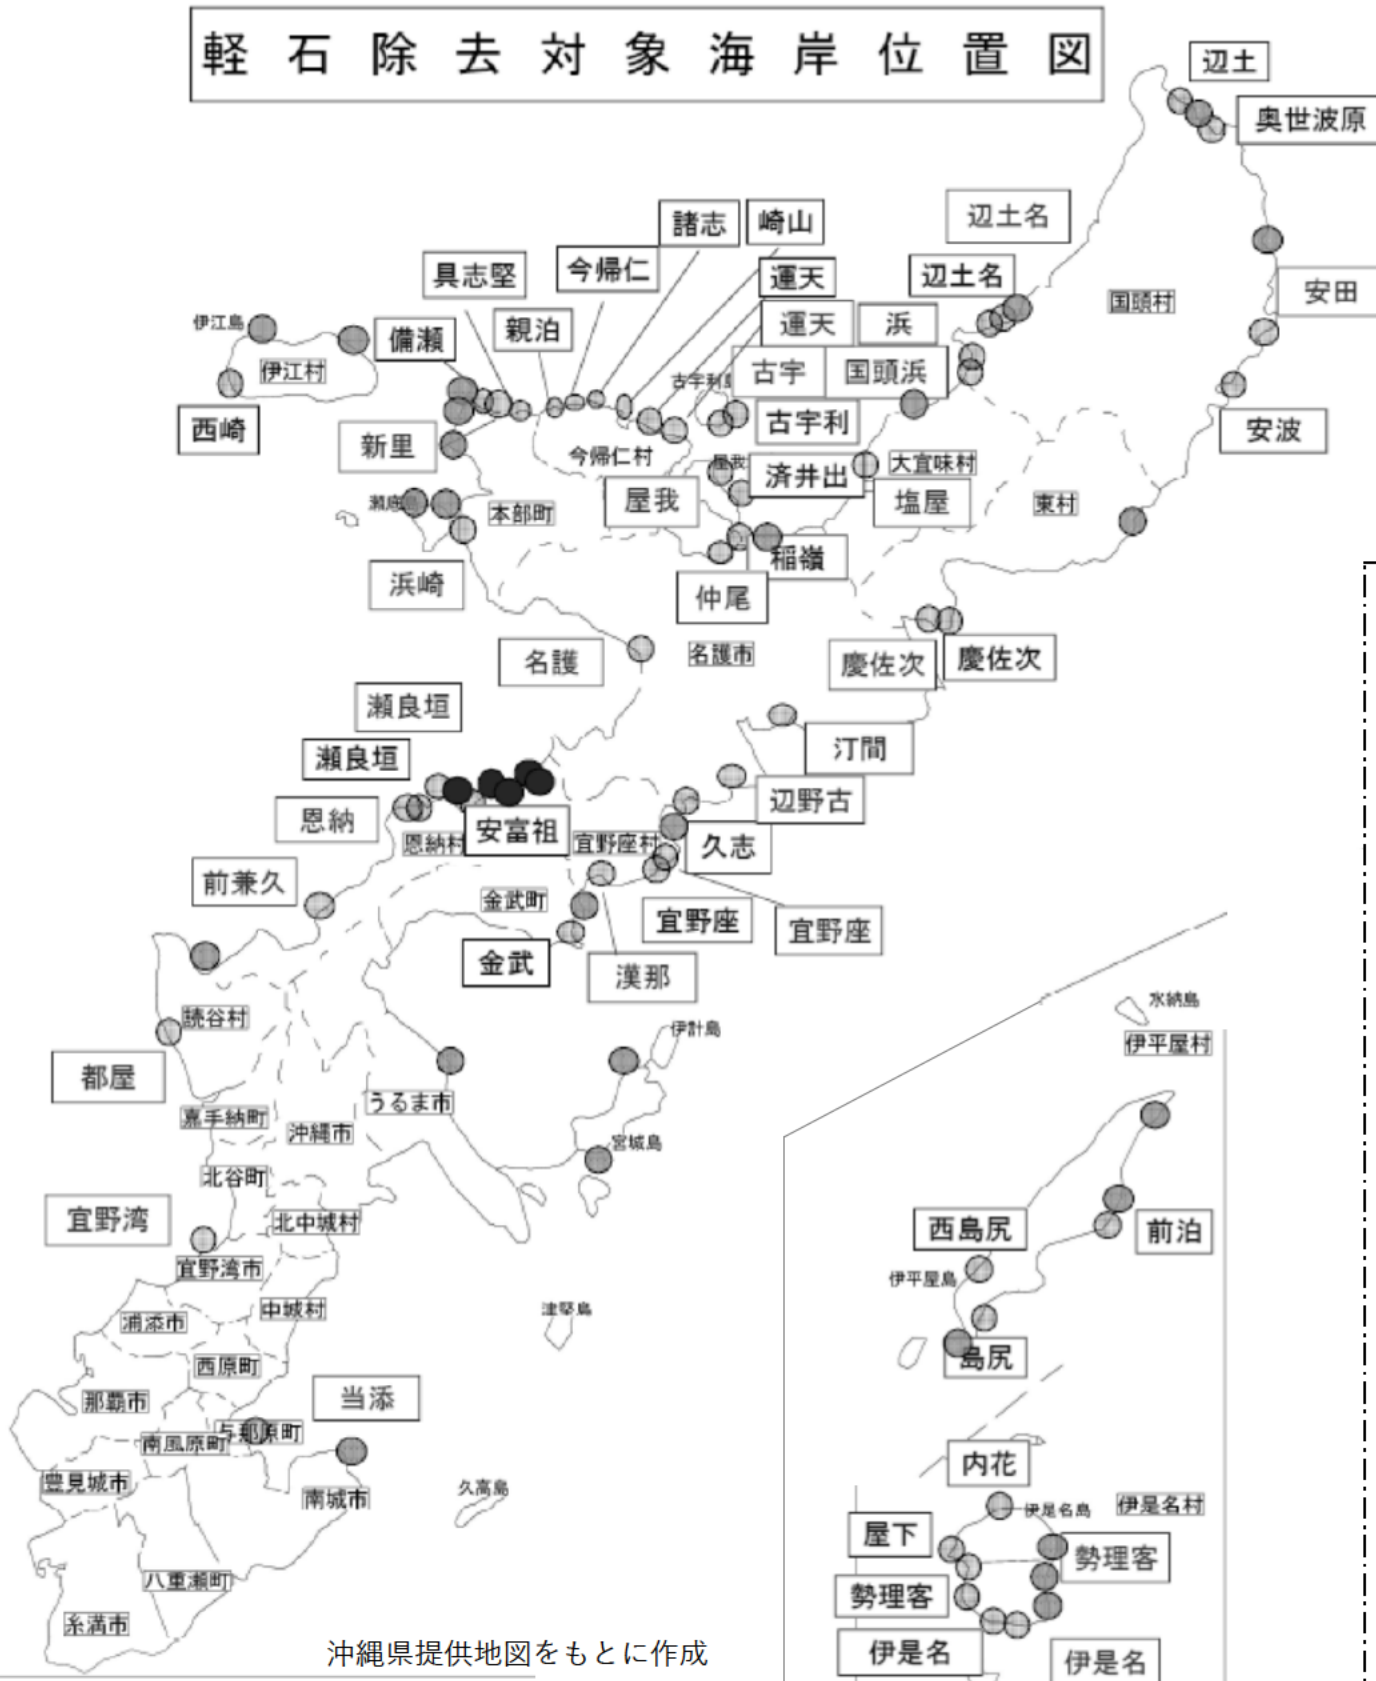 軽石除去対象海岸位置図
辺土
奥世波原
辺土名
諸志
崎山
今帰仁
具志堅
運天
辺土名
安田
国頭村
親泊
運天
浜
伊江島
備瀬
伊江村
古宇
国頭浜
西崎
新里
古宇利
安波
今帰仁村
済井出
大宜味村
屋我
塩屋
東村
本部町
稲嶺
浜崎
仲尾
名護
名護市
慶佐次
慶佐次
瀬良垣
汀間
瀬良垣
辺野古
恩納
安富祖
恩納村
宜野座村
久志
前兼久
金武町
宜野座
宜野座
金武
漢那
読谷村
伊計島
水納島
伊平屋村
都屋
うるま市
嘉手納町
沖縄市
宮城島
北谷町
宜野湾
北中城村
西島尻
前泊
宜野湾市
伊平屋島
中城村
津堅島
浦添市
西原町
島尻
那覇市
当添
与那原町
南風原町
内花
豊見城市
南城市
久高島
伊是名島
伊是名村
屋下
勢理客
八重瀬町
勢理客
糸満市
伊是名
伊是名
沖縄県提供地図をもとに作成